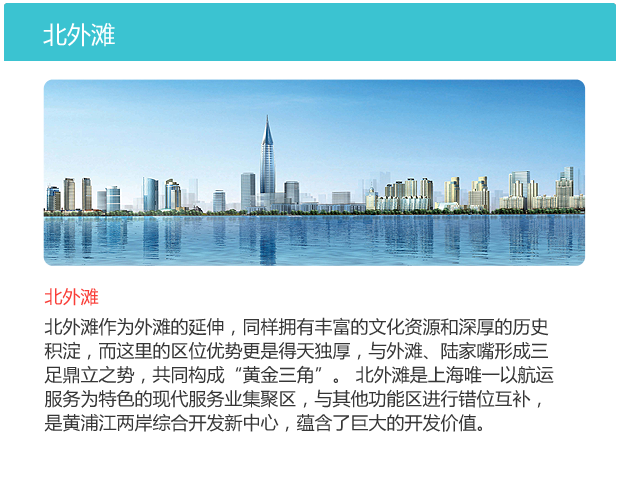 北外滩
北外滩
北外滩作为外滩的延伸，同样拥有丰富的文化资源和深厚的历史
积淀，而这里的区位优势更是得天独厚，与外滩、陆家嘴形成三
足鼎立之势，共同构成“黄金三角”。 北外滩是上海唯一以航运
服务为特色的现代服务业集聚区，与其他功能区进行错位互补，
是黄浦江两岸综合开发新中心，蕴含了巨大的开发价值。